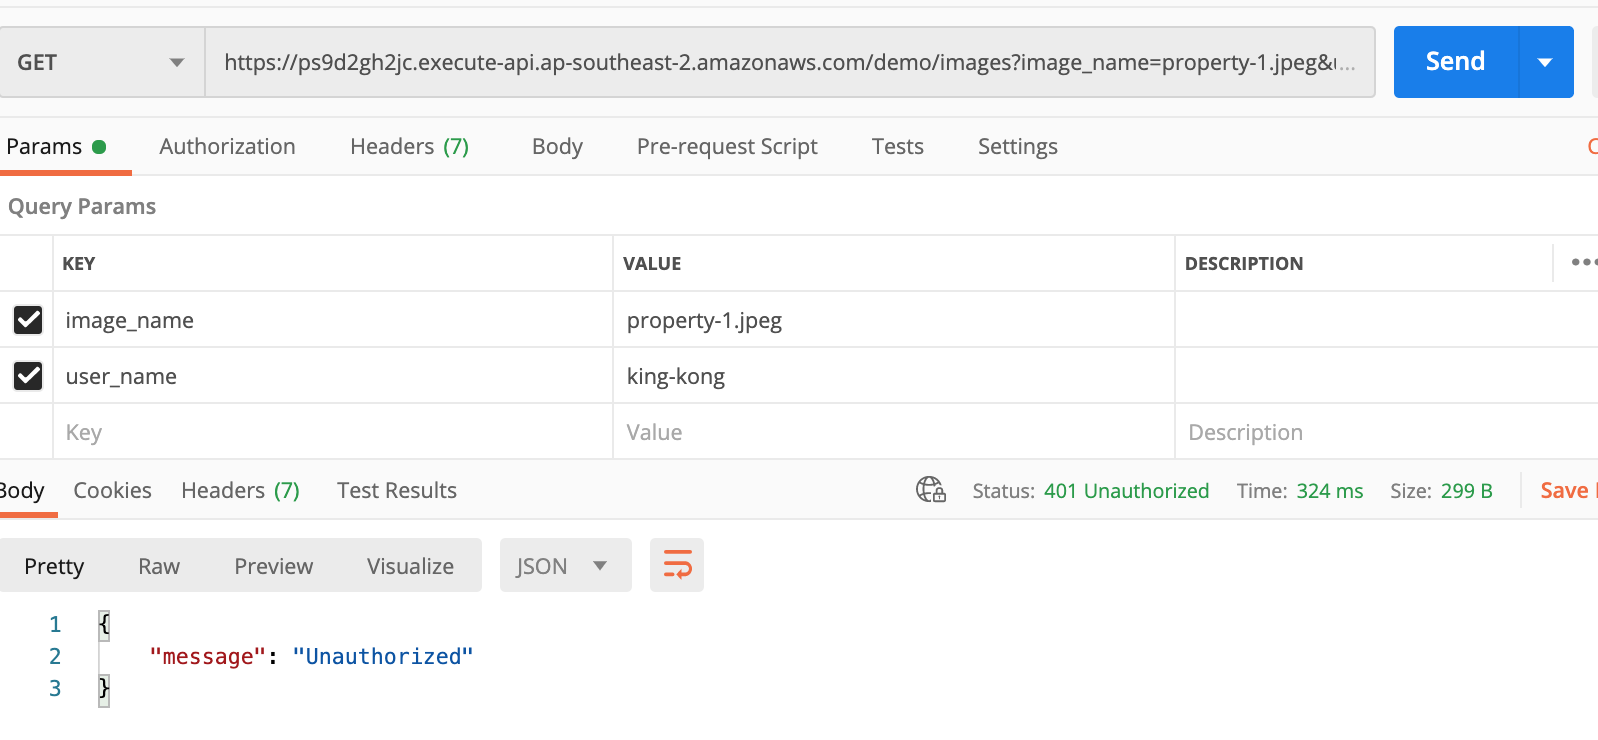 GET https://ps9d2gh2jc.execute-api.ap-southeast-2.amazonaws.com/demo/images?image_name=property-1.jpeg&... Send
Params Authorization Headers (7) Body Pre-request Script Tests Settings
Query Params
KEY VALUE DESCRIPTION
image_name property-1.jpeg
user_name king-kong
Key Value Description
Body Cookies Headers (7) Test Results Status: 401 Unauthorized Time: 324 ms Size: 299 B Save
Pretty Raw Preview Visualize JSON
1 {
2 "message": "Unauthorized"
3 }